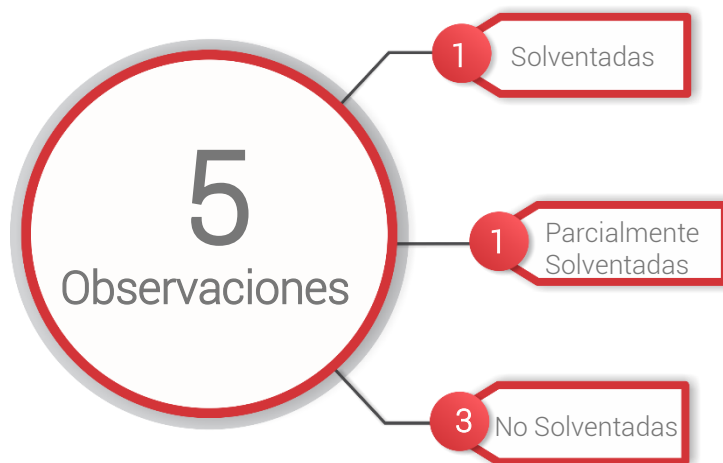 5
Observaciones
1
Solventadas
1
Parcialmente
Solventadas
3
No Solventadas